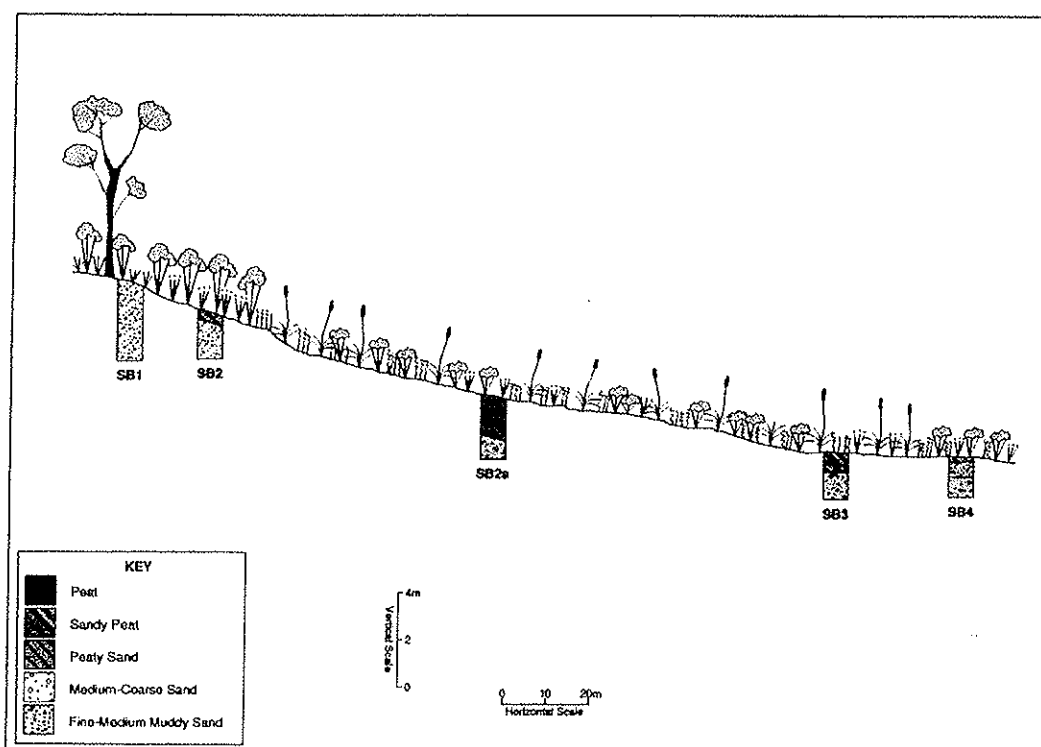 SB1
SB2
SB2a
SB3
SB4
KEY
Peat
Sandy Peat
Peaty Sand
Medium-Coarse Sand
Fine-Medium Muddy Sand
4m
2
0
Vertical Scale
0 10 20m
Horizontal Scale